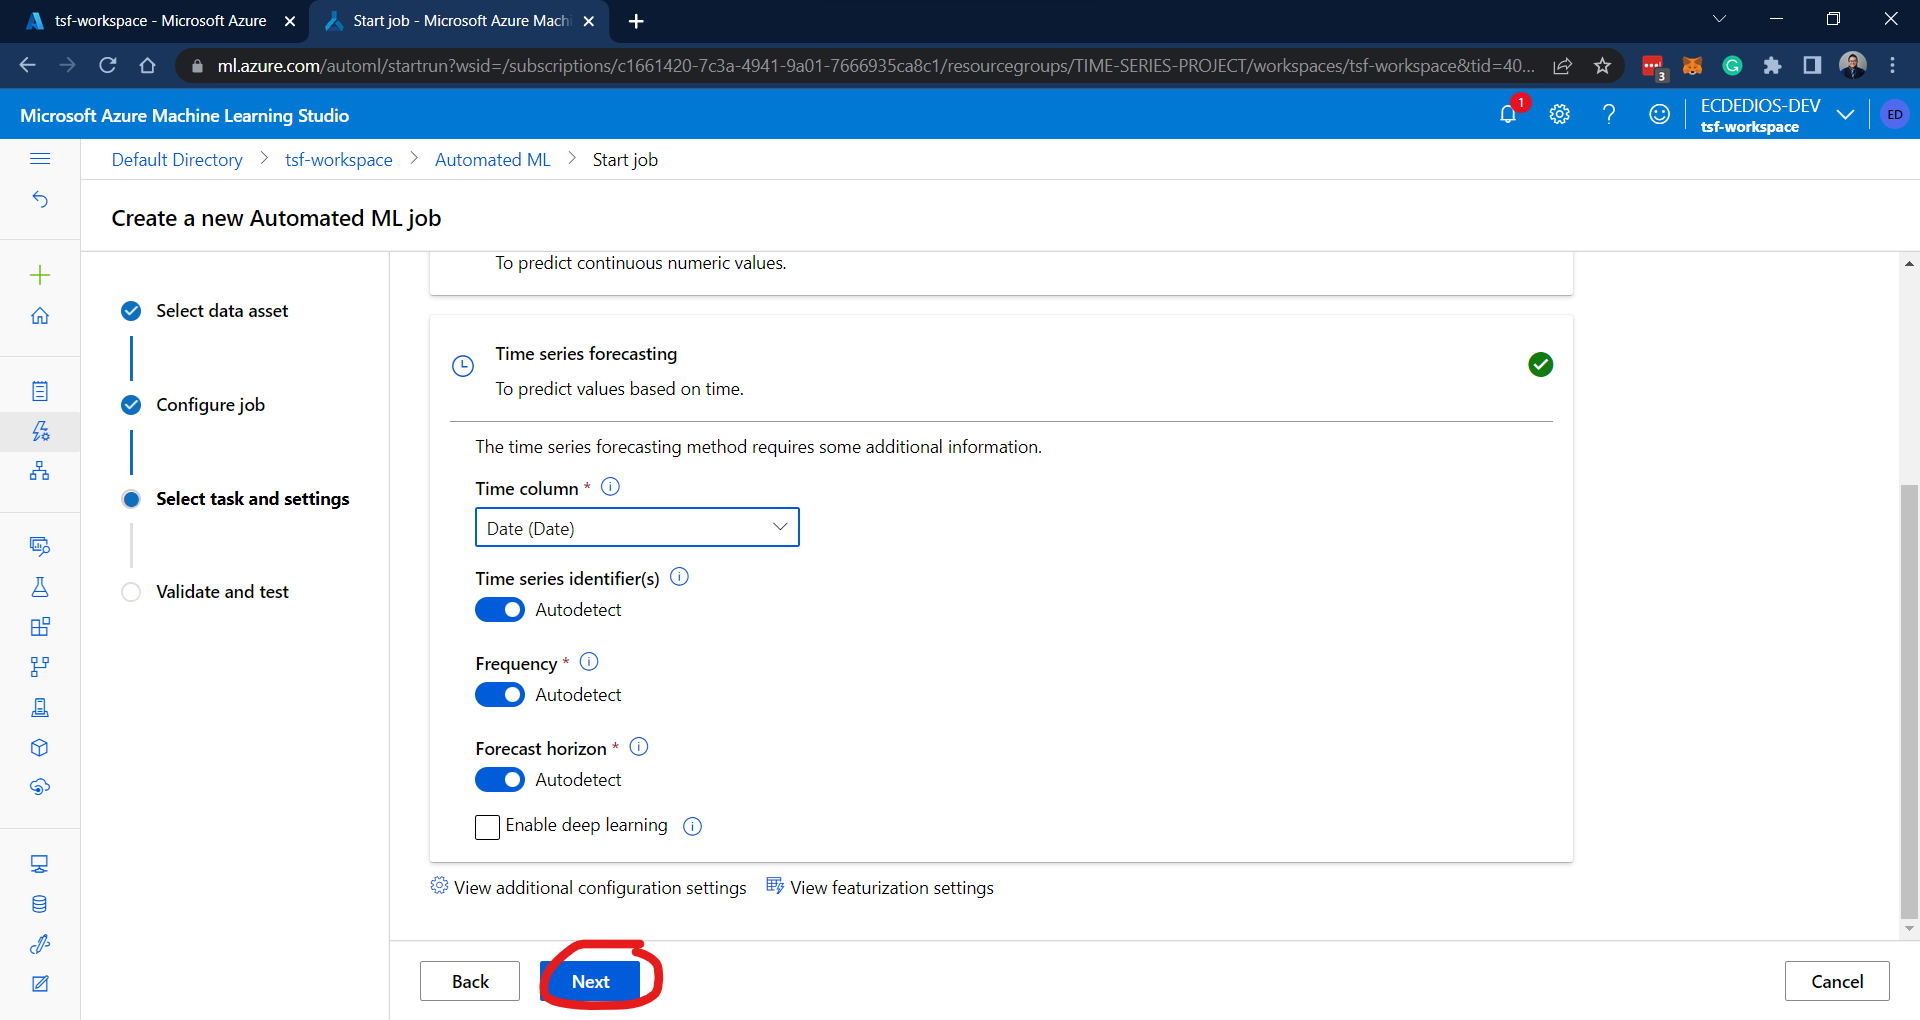 tsf-workspace - Microsoft Azure
Start job - Microsoft Azure Machi
ml.azure.com/automl/startrun?wsid=/subscriptions/c1661420-7c3a-4941-9a01-7666935ca8c1/resourcegroups/TIME-SERIES-PROJECT/workspaces/tsf-workspace&tid=40...
3
Microsoft Azure Machine Learning Studio
1
ECDEDIOS-DEV
tsf-workspace
ED
Default Directory > tsf-workspace > Automated ML > Start job
Create a new Automated ML job
Select data asset
Configure job
Select task and settings
Validate and test
To predict continuous numeric values.
Time series forecasting
To predict values based on time.
The time series forecasting method requires some additional information.
Time column *
Date (Date)
Time series identifier(s)
Autodetect
Frequency *
Autodetect
Forecast horizon *
Autodetect
Enable deep learning
View additional configuration settings
View featurization settings
Back
Next
Cancel